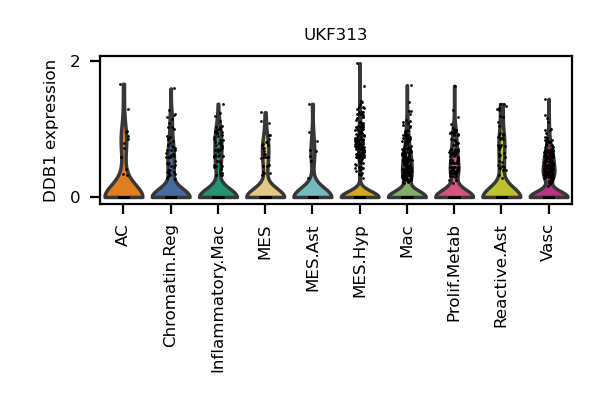 UKF313
DDB1 expression
2
0
AC
Chromatin.Reg
Inflammatory.Mac
MES
MES.Ast
MES.Hyp
Mac
Prolif.Metab
Reactive.Ast
Vasc